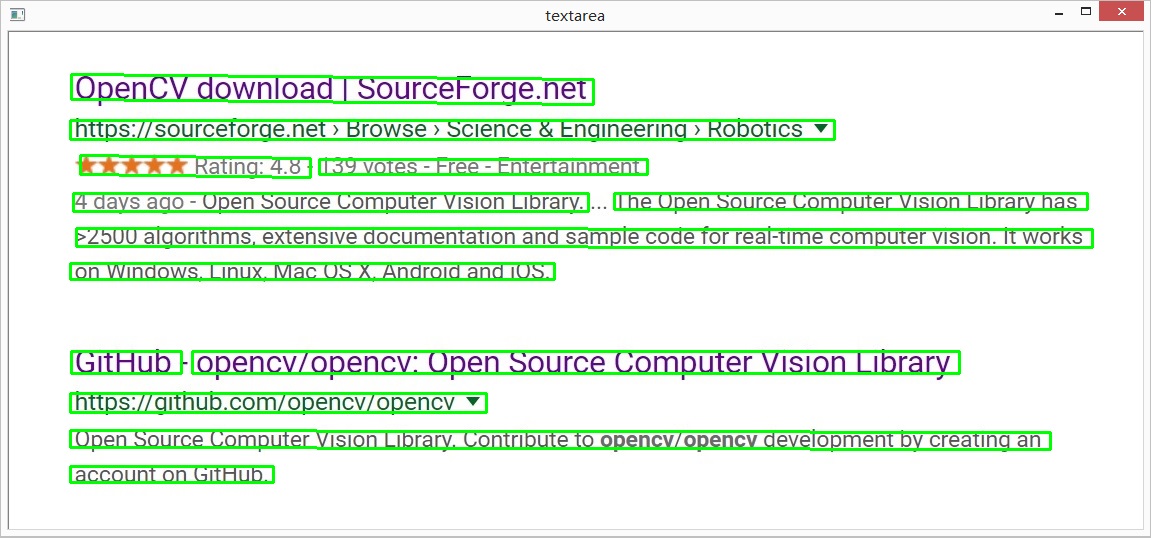 textarea
OpenCV download | SourceForge.net
https://sourceforge.net › Browse › Science & Engineering › Robotics
Rating: 4.8 - 139 votes - Free - Entertainment
4 days ago - Open Source Computer Vision Library. ... The Open Source Computer Vision Library has
>2500 algorithms, extensive documentation and sample code for real-time computer vision. It works
on Windows, Linux, Mac OS X, Android and iOS.
GitHub - opencv/opencv: Open Source Computer Vision Library
https://github.com/opencv/opencv
Open Source Computer Vision Library. Contribute to opencv/opencv development by creating an
account on GitHub.